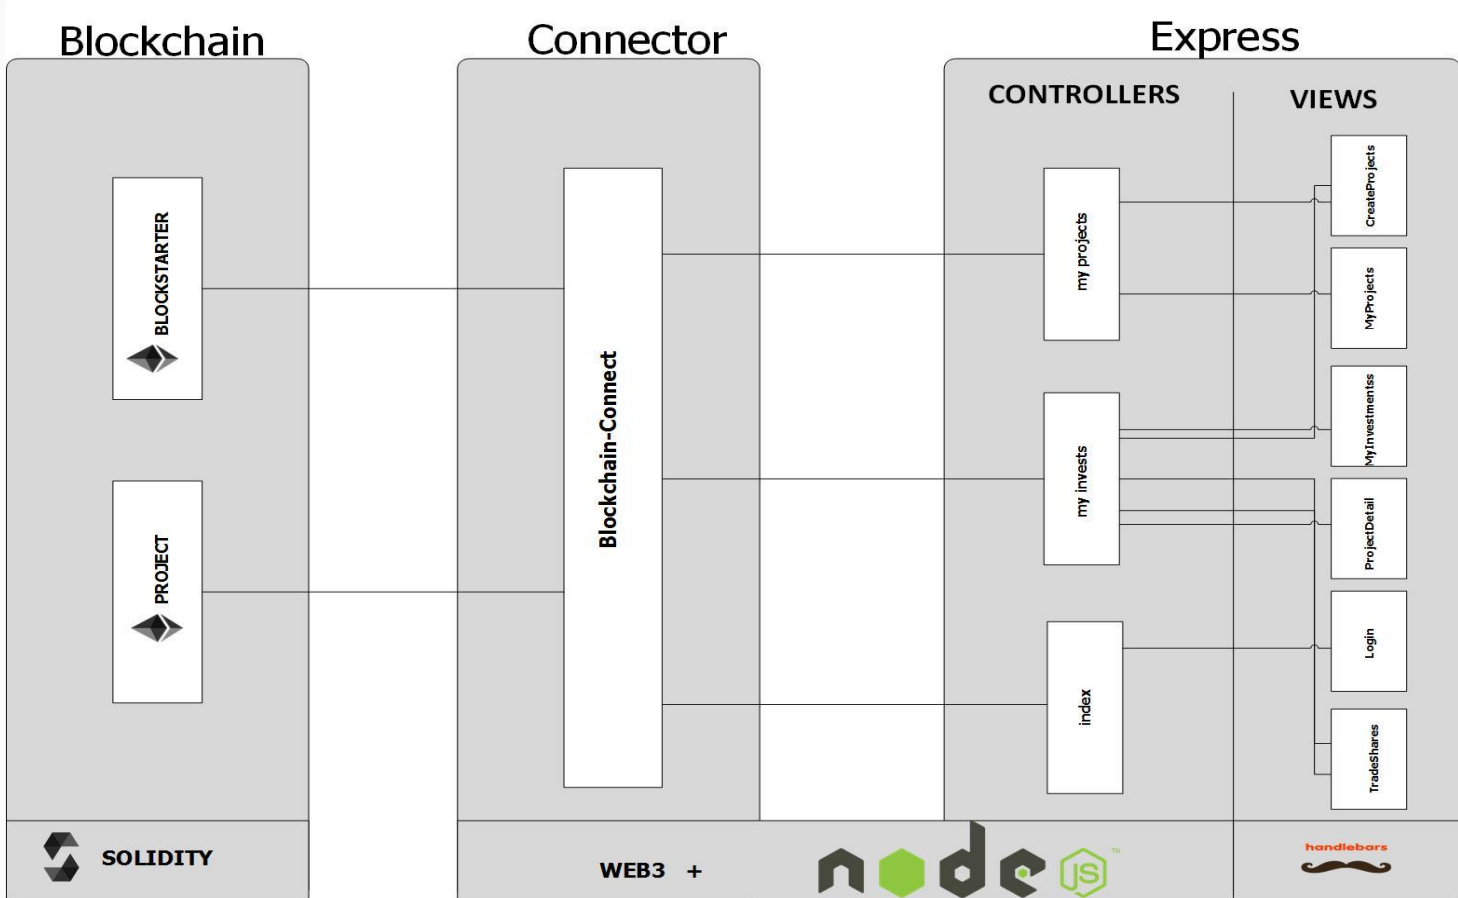 Blockchain
Connector
Express
CONTROLLERS
VIEWS
BLOCKSTARTER
PROJECT
Blockchain-Connect
my projects
my invests
index
CreateProjects
MyProjects
MyInvestmentss
ProjectDetail
Login
TradeShares
SOLIDITY
WEB3 +
node JS ™
handlebars